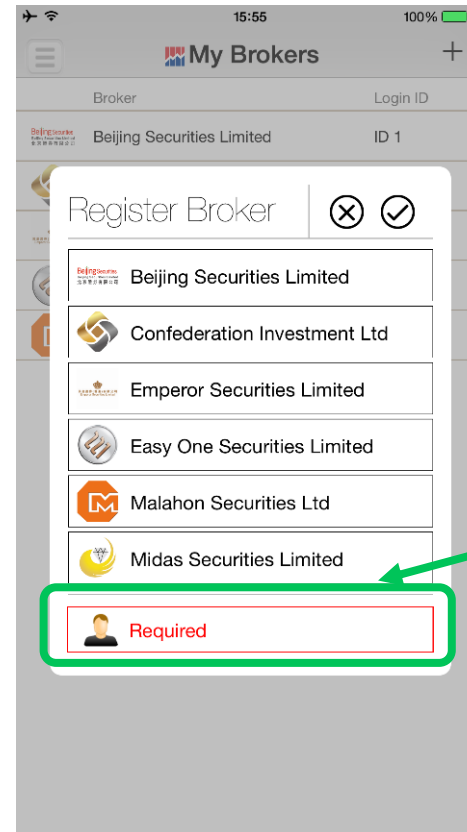 15:55
100%
My Brokers
+
Broker Login ID
Beijing Securities Limited ID 1
Register Broker
Beijing Securities Limited
Confederation Investment Ltd
Emperor Securities Limited
Easy One Securities Limited
Malahon Securities Ltd
Midas Securities Limited
Required